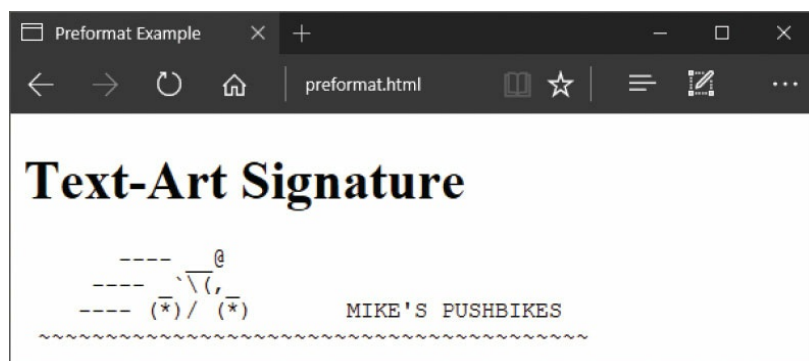 Preformat Example
preformat.html
Text-Art Signature
      ---- __@
    ---- _`\(,_
   ---- (*)/ (*)       MIKE'S PUSHBIKES
~~~~~~~~~~~~~~~~~~~~~~~~~~~~~~~~~~~~~~~~~